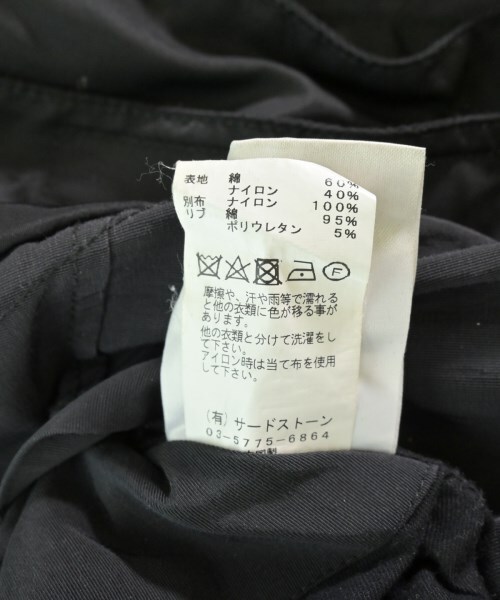 表地 綿 60%
ナイロン 40%
別布 ナイロン 100%
リブ 綿 95%
ポリウレタン 5%
F
摩擦や、汗や雨等で濡れる
と他の衣類に色が移る事が
あります。
他の衣類と分けて洗濯をし
て下さい。
アイロン時は当て布を使用
して下さい。
(有) サードストーン
03-5775-6864